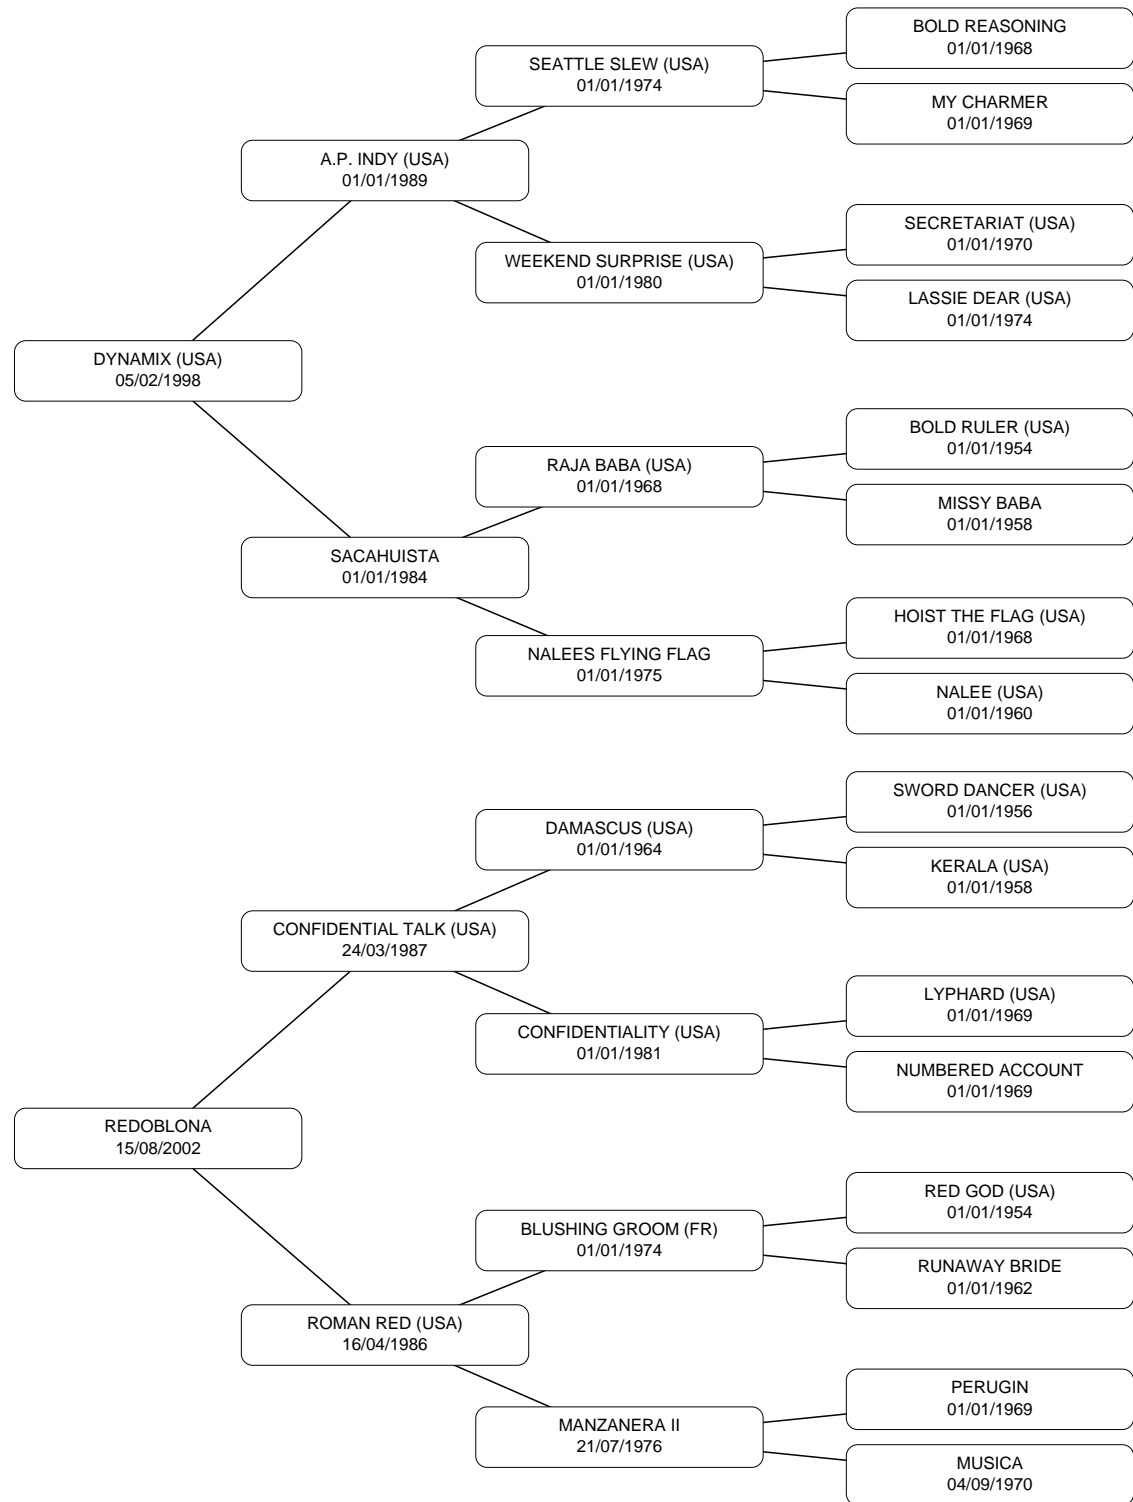 BOLD REASONING
01/01/1968
SEATTLE SLEW (USA)
01/01/1974
MY CHARMER
01/01/1969
A.P. INDY (USA)
01/01/1989
SECRETARIAT (USA)
01/01/1970
WEEKEND SURPRISE (USA)
01/01/1980
LASSIE DEAR (USA)
01/01/1974
DYNAMIX (USA)
05/02/1998
BOLD RULER (USA)
01/01/1954
RAJA BABA (USA)
01/01/1968
MISSY BABA
01/01/1958
SACAHUISTA
01/01/1984
HOIST THE FLAG (USA)
01/01/1968
NALEES FLYING FLAG
01/01/1975
NALEE (USA)
01/01/1960
SWORD DANCER (USA)
01/01/1956
DAMASCUS (USA)
01/01/1964
KERALA (USA)
01/01/1958
CONFIDENTIAL TALK (USA)
24/03/1987
LYPHARD (USA)
01/01/1969
CONFIDENTIALITY (USA)
01/01/1981
NUMBERED ACCOUNT
01/01/1969
REDOBLONA
15/08/2002
RED GOD (USA)
01/01/1954
BLUSHING GROOM (FR)
01/01/1974
RUNAWAY BRIDE
01/01/1962
ROMAN RED (USA)
16/04/1986
PERUGIN
01/01/1969
MANZANERA II
21/07/1976
MUSICA
04/09/1970